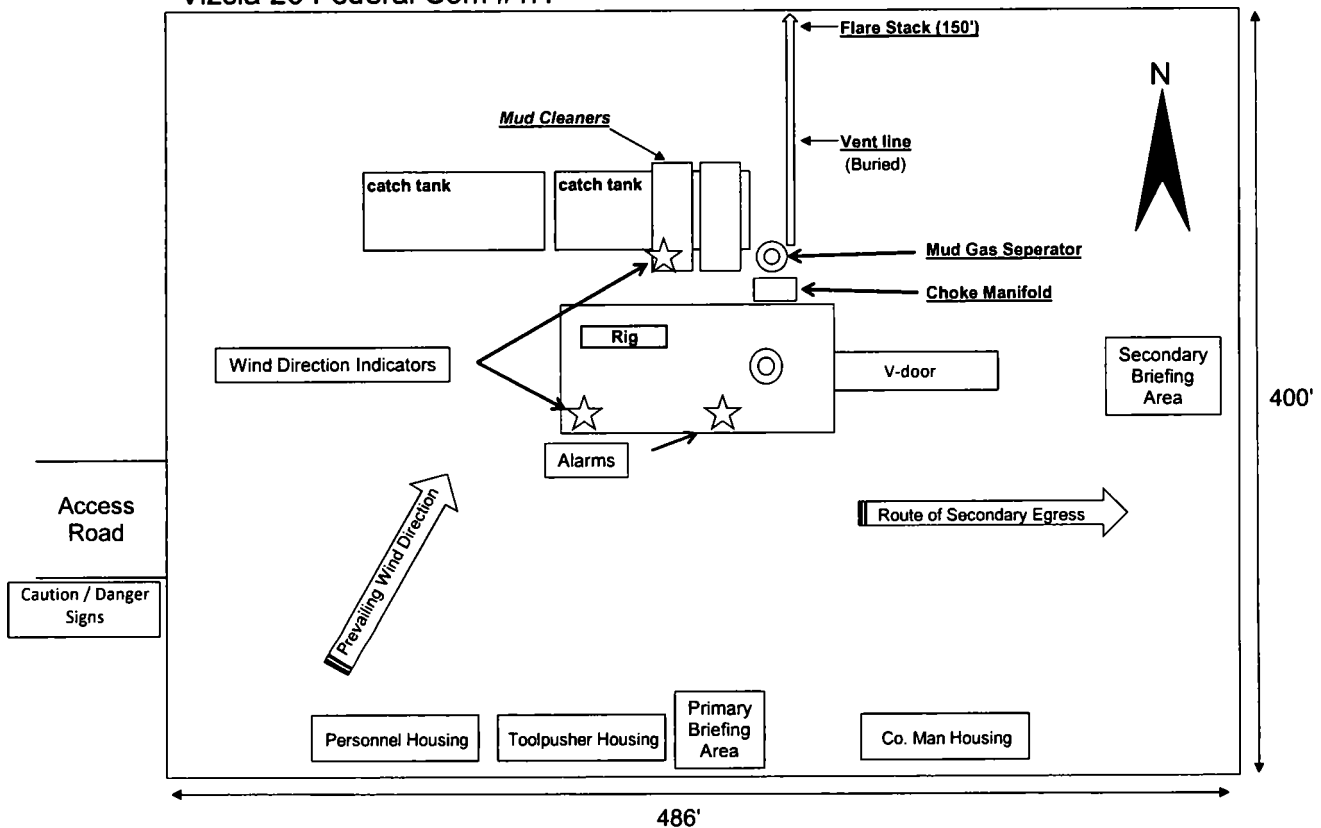 Flare Stack (150')
N
Mud Cleaners
Vent line
(Buried)
catch tank
catch tank
Mud Gas Seperator
Choke Manifold
Rig
Wind Direction Indicators
V-door
Secondary
Briefing
Area
400'
Alarms
Access
Road
Prevailing Wind Direction
Route of Secondary Egress
Caution / Danger
Signs
Personnel Housing
Toolpusher Housing
Primary
Briefing
Area
Co. Man Housing
486'